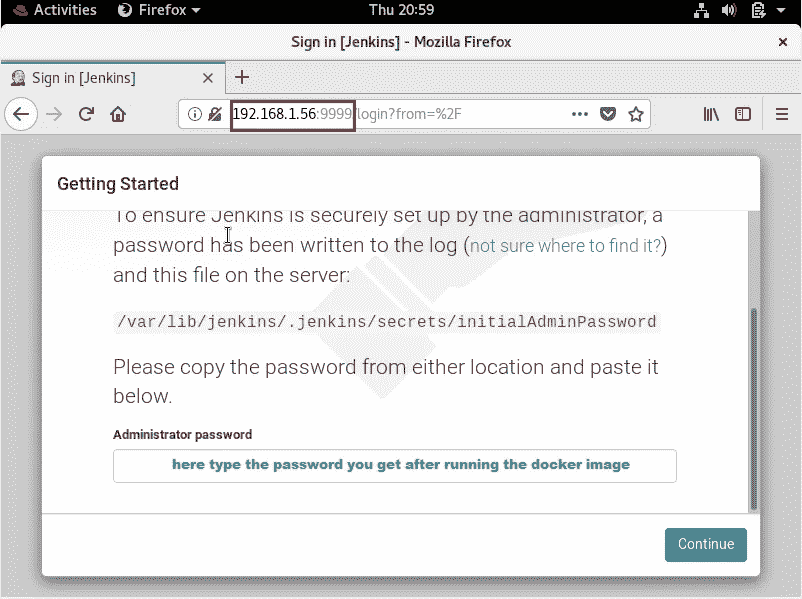 Activities Firefox Thu 20:59
Sign in [Jenkins] - Mozilla Firefox
Sign in [Jenkins]
192.168.1.56:9999/login?from=%2F
Getting Started
To ensure Jenkins is securely set up by the administrator, a
password has been written to the log (not sure where to find it?)
and this file on the server:
/var/lib/jenkins/.jenkins/secrets/initialAdminPassword
Please copy the password from either location and paste it
below.
Administrator password
here type the password you get after running the docker image
Continue